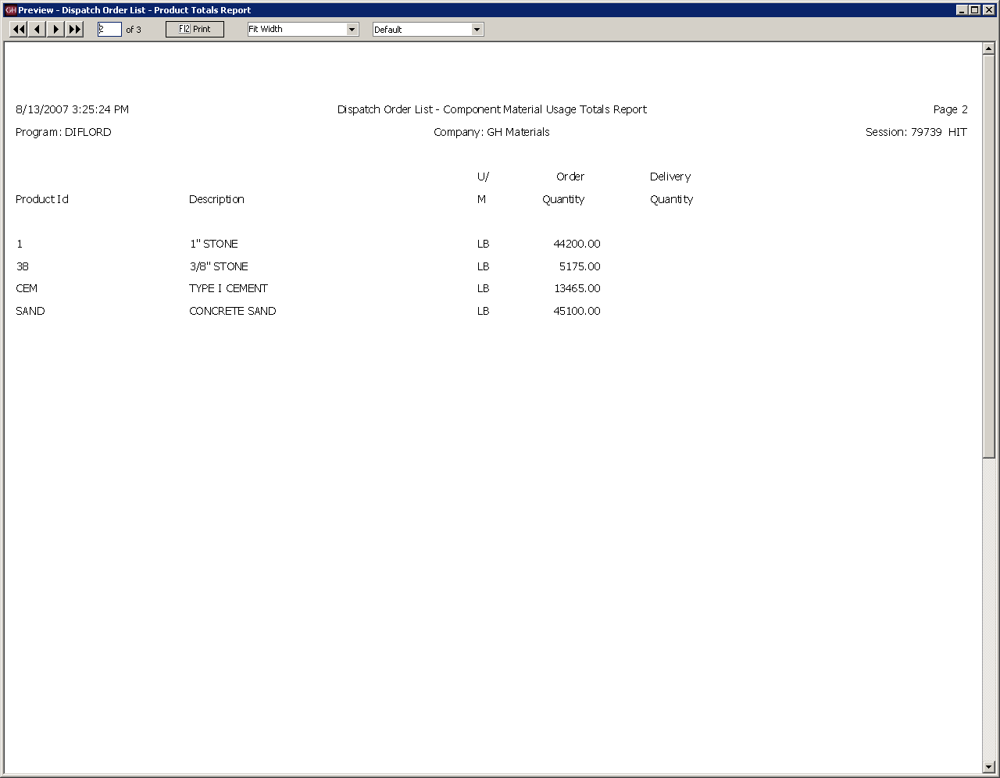 GH Preview - Dispatch Order List - Product Totals Report
2 of 3 F12 Print Fit Width Default
8/13/2007 3:25:24 PM Dispatch Order List - Component Material Usage Totals Report Page 2
Program: DIFLORD Company: GH Materials Session: 79739 HIT
U/ Order Delivery
Product Id Description M Quantity Quantity
1 1" STONE LB 44200.00
38 3/8" STONE LB 5175.00
CEM TYPE I CEMENT LB 13465.00
SAND CONCRETE SAND LB 45100.00